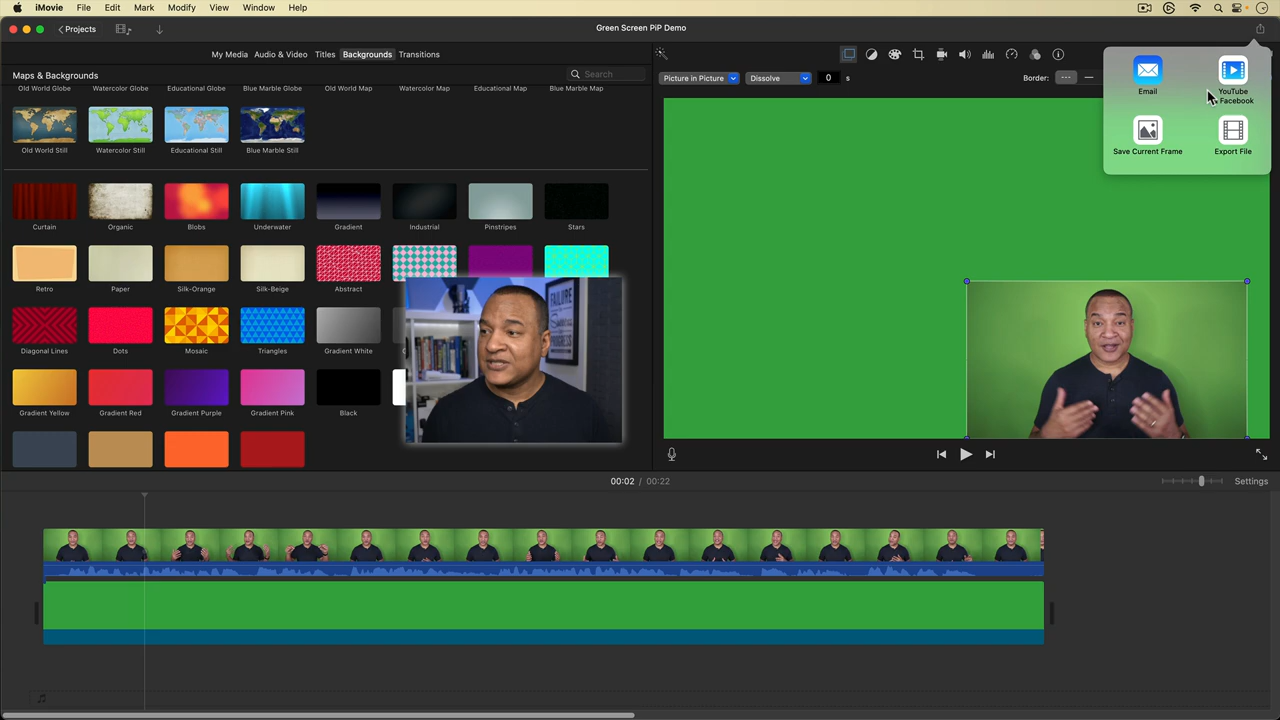 iMovie File Edit Mark Modify View Window Help
Projects
Green Screen PiP Demo
My Media Audio & Video Titles Backgrounds Transitions
Maps & Backgrounds
Search
Picture in Picture Dissolve 0 s
Border:
Old World Globe Watercolor Globe Educational Globe Blue Marble Globe Old World Map Watercolor Map Educational Map Blue Marble Map
Old World Still Watercolor Still Educational Still Blue Marble Still
Curtain Organic Blobs Underwater Gradient Industrial Pinstripes Stars
Retro Paper Silk-Orange Silk-Beige Abstract
Diagonal Lines Dots Mosaic Triangles Gradient White
Gradient Yellow Gradient Red Gradient Purple Gradient Pink Black
FAILURE
Email
YouTube
Facebook
Save Current Frame Export File
00:02 / 00:22
Settings